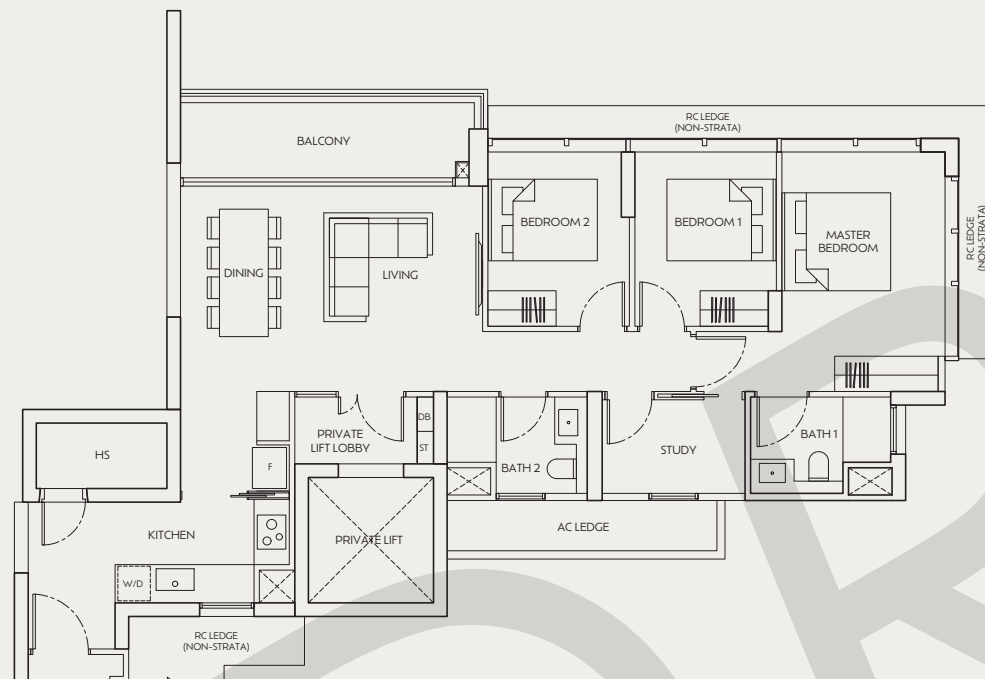 RC LEDGE
(NON-STRATA)
BALCONY
BEDROOM 2
BEDROOM 1
MASTER
BEDROOM
RC LEDGE
(NON-STRATA)
DINING
LIVING
DB
PRIVATE
LIFT LOBBY
ST
BATH 1
HS
F
BATH 2
STUDY
KITCHEN
PRIVATE LIFT
AC LEDGE
W/D
RC LEDGE
(NON-STRATA)